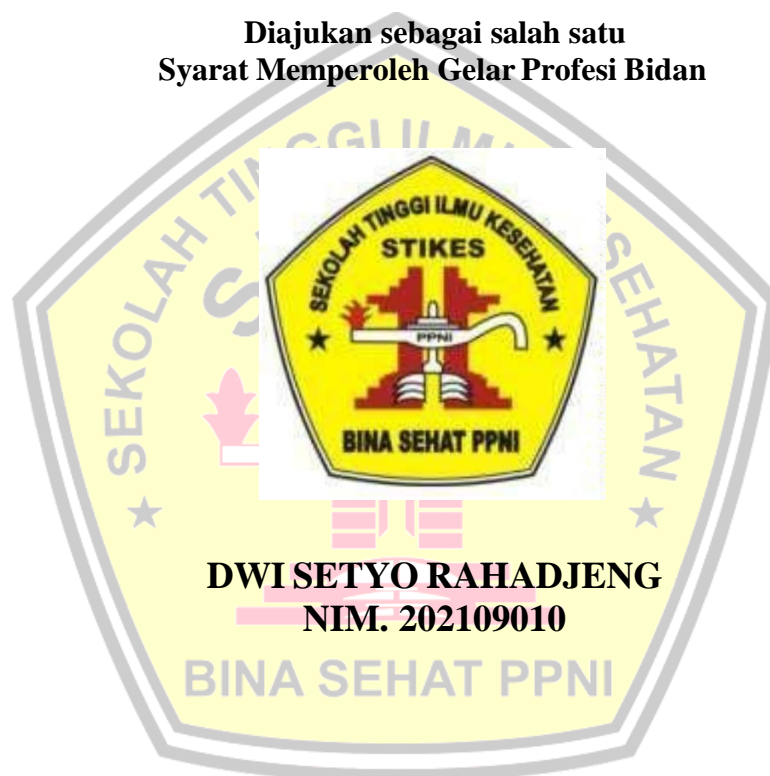 Diajukan sebagai salah satu
Syarat Memperoleh Gelar Profesi Bidan
SEKOLAH TINGGI ILMU KESEHATAN
STIKES
PPNI
BINA SEHAT PPNI
DWI SETYO RAHADJENG
NIM. 202109010
BINA SEHAT PPNI